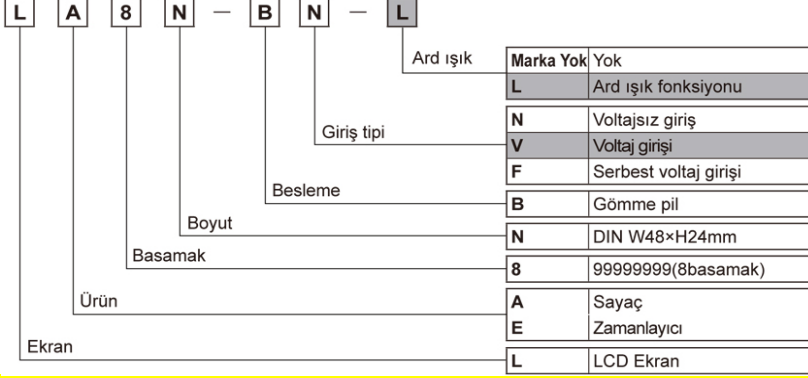 L A 8 N - B N - L
Ard ışık
Marka Yok Yok
L Ard ışık fonksiyonu
Giriş tipi
N Voltajsız giriş
V Voltaj girişi
F Serbest voltaj girişi
Besleme
B Gömme pil
Boyut
N DIN W48×H24mm
Basamak
8 99999999(8basamak)
Ürün
A Sayaç
E Zamanlayıcı
Ekran
L LCD Ekran